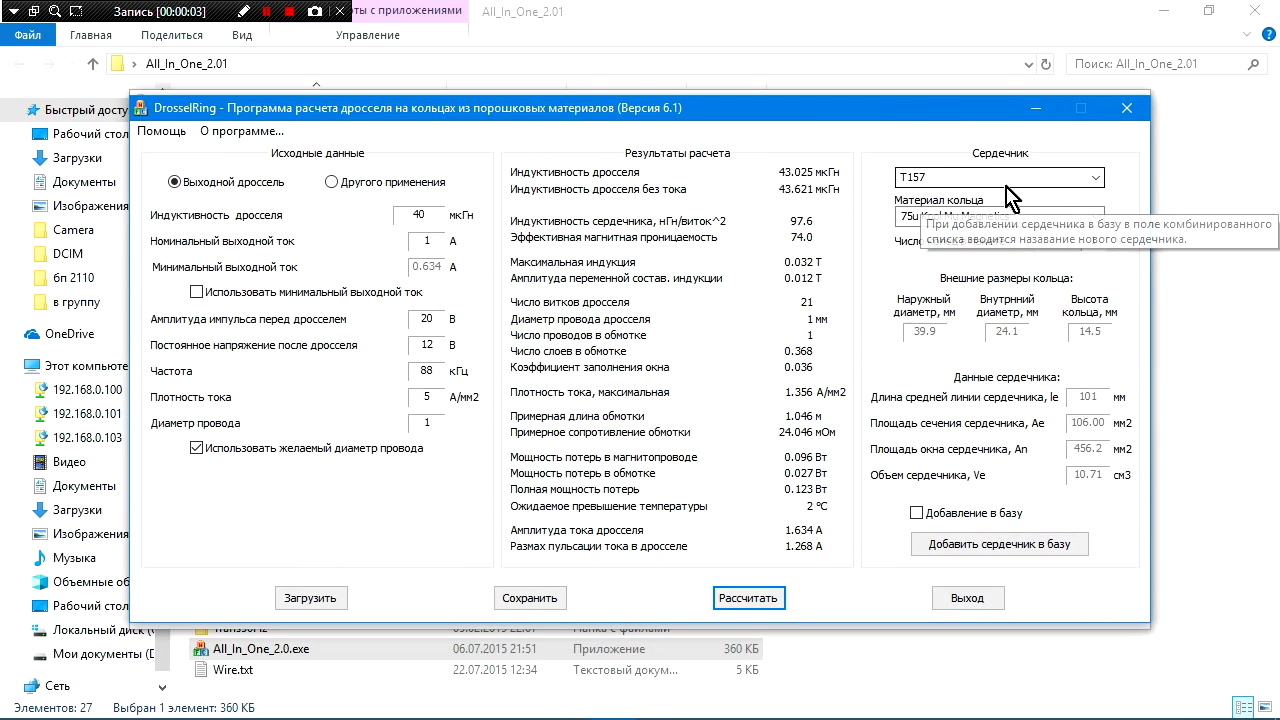 Запись [00:00:03]
ты с приложениями
All_In_One_2.01
Файл
Главная
Поделиться
Вид
Управление
All_In_One_2.01
Поиск: All_In_One_2.01
Быстрый досту
Рабочий стол
Загрузки
Документы
Изображения
Camera
DCIM
бп 2110
в группу
OneDrive
Этот компьюте
192.168.0.100
192.168.0.101
192.168.0.103
Видео
Документы
Загрузки
Изображения
Музыка
Объемные об
Рабочий стол
Локальный диск (
Мои документы (D
Сеть
DrosselRing - Программа расчета дросселя на кольцах из порошковых материалов (Версия 6.1)
Помощь
О программе...
Исходные данные
Выходной дроссель
Другого применения
Индуктивность дросселя 40 мкГн
Номинальный выходной ток 1 А
Минимальный выходной ток 0.634 А
Использовать минимальный выходной ток
Амплитуда импульса перед дросселем 20 В
Постоянное напряжение после дросселя 12 В
Частота 88 кГц
Плотность тока 5 А/мм2
Диаметр провода 1
Использовать желаемый диаметр провода
Результаты расчета
Индуктивность дросселя 43.025 мкГн
Индуктивность дросселя без тока 43.621 мкГн
Индуктивность сердечника, нГн/виток^2 97.6
Эффективная магнитная проницаемость 74.0
Максимальная индукция 0.032 Т
Амплитуда переменной состав. индукции 0.012 Т
Число витков дросселя 21
Диаметр провода дросселя 1 мм
Число проводов в обмотке 1
Число слоев в обмотке 0.368
Коэффициент заполнения окна 0.036
Плотность тока, максимальная 1.356 А/мм2
Примерная длина обмотки 1.046 м
Примерное сопротивление обмотки 24.046 мОм
Мощность потерь в магнитопроводе 0.096 Вт
Мощность потерь в обмотке 0.027 Вт
Полная мощность потерь 0.123 Вт
Ожидаемое превышение температуры 2 ºC
Амплитуда тока дросселя 1.634 А
Размах пульсации тока в дросселе 1.268 А
Сердечник
T157
Материал кольца
75u
При добавлении сердечника в базу в поле комбинированного
списка вводится назавание нового сердечника.
Внешние размеры кольца:
Наружный диаметр, мм
Внутрнний диаметр, мм
Высота кольца, мм
39.9 24.1 14.5
Данные сердечника:
Длина средней линии сердечника, le 101 мм
Площадь сечения сердечника, Ae 106.00 мм2
Площадь окна сердечника, An 456.2 мм2
Объем сердечника, Ve 10.71 см3
Добавление в базу
Добавить сердечник в базу
Загрузить
Сохранить
Рассчитать
Выход
All_In_One_2.0.exe 06.07.2015 21:51 Приложение 360 КБ
Wire.txt 22.07.2015 12:34 Текстовый докум... 5 КБ
Элементов: 27 Выбран 1 элемент: 360 КБ